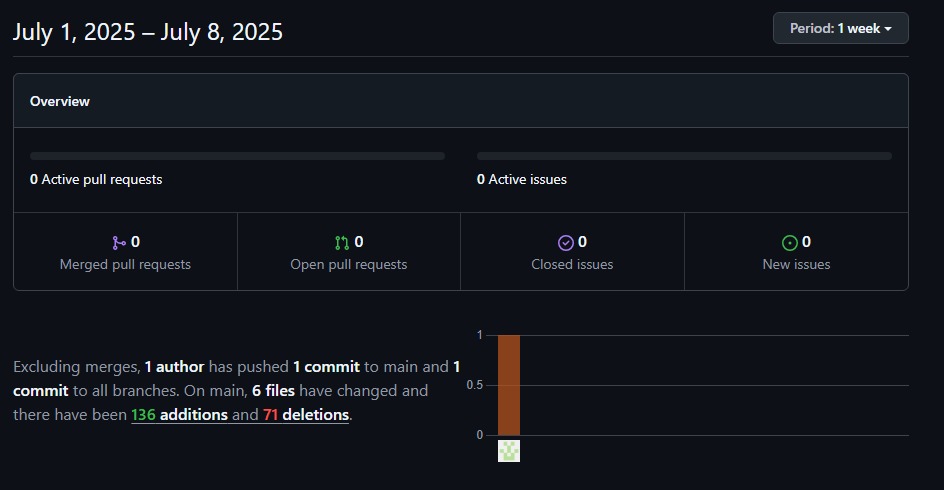 July 1, 2025 – July 8, 2025
Period: 1 week
Overview
0 Active pull requests
0 Active issues
0
Merged pull requests
0
Open pull requests
0
Closed issues
0
New issues
Excluding merges, 1 author has pushed 1 commit to main and 1
commit to all branches. On main, 6 files have changed and
there have been 136 additions and 71 deletions.
1
0.5
0